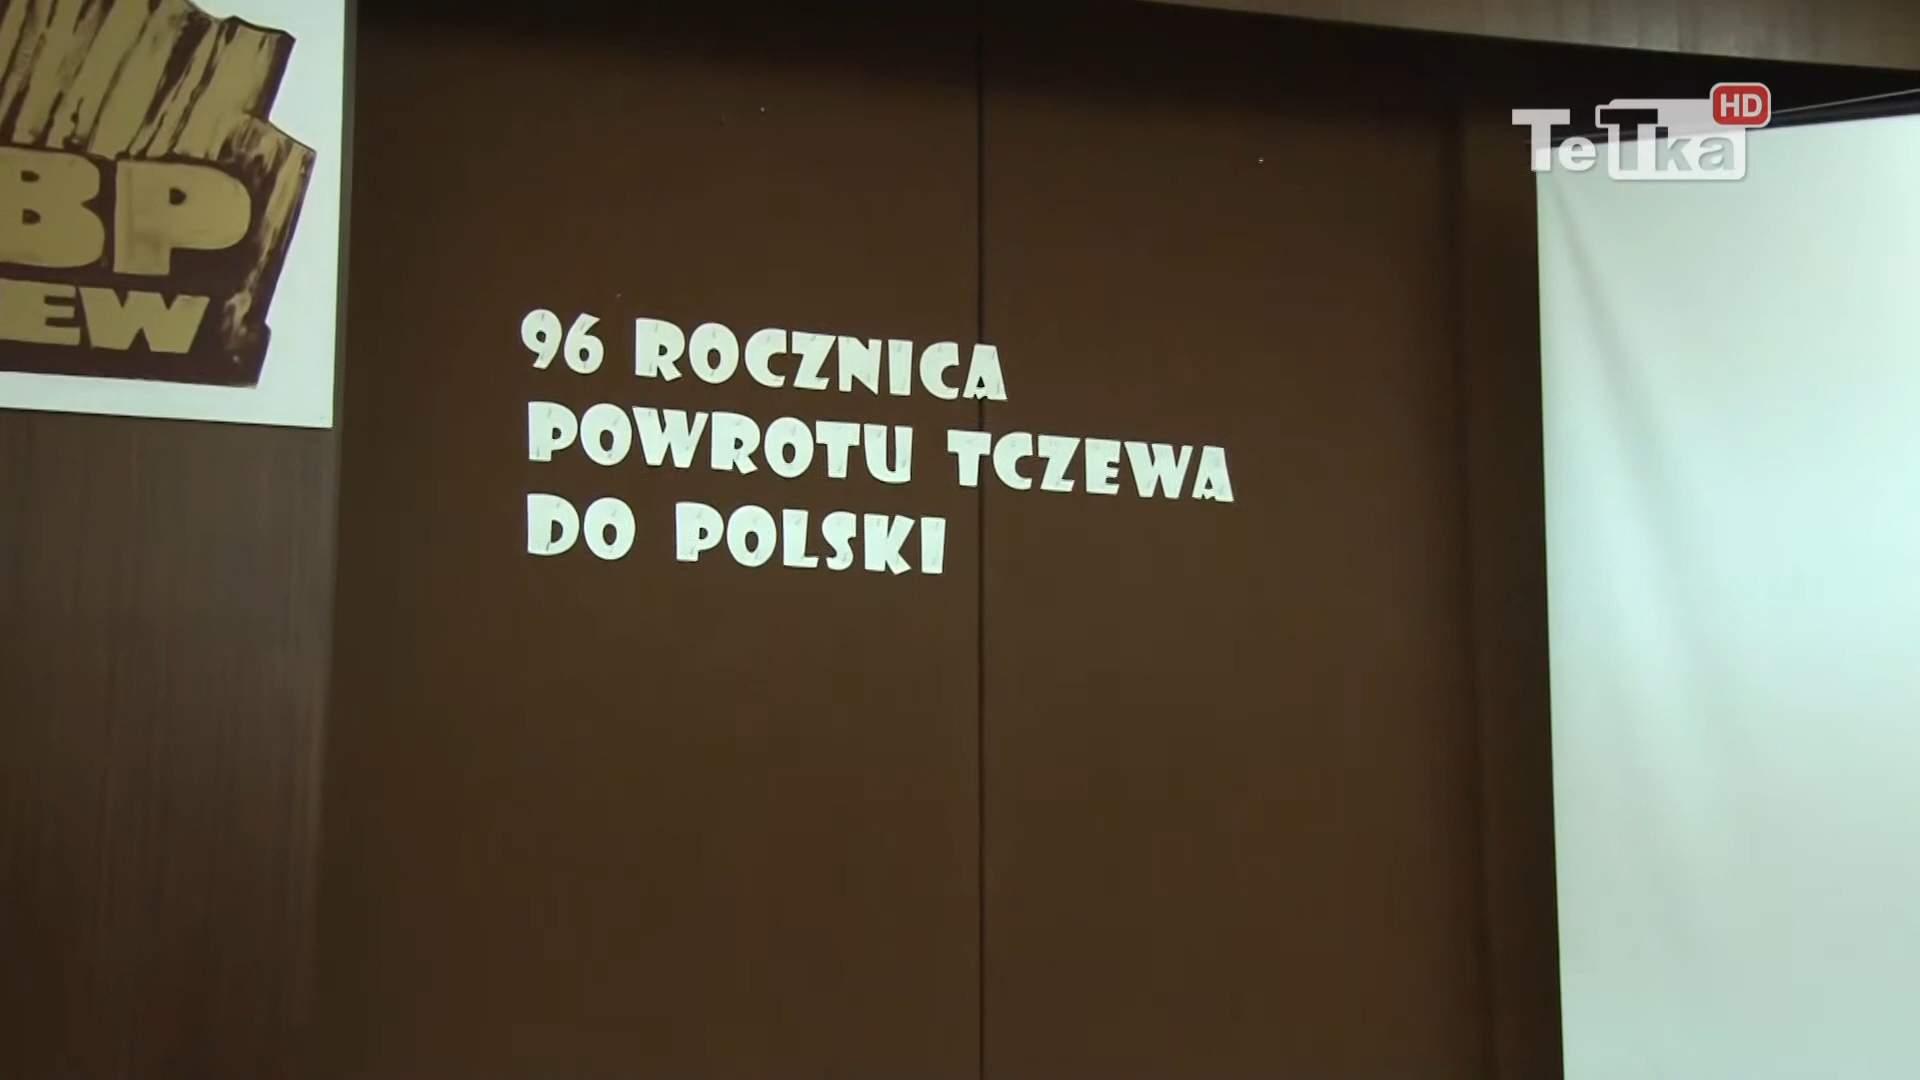 BP
EW
96 ROCZNICA
POWROTU TCZEWA
DO POLSKI
TeTka HD